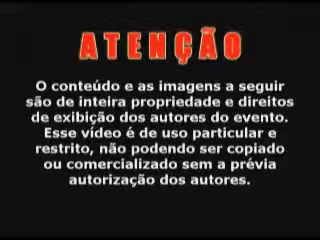 ATENÇÃO
O conteúdo e as imagens a seguir
são de inteira propriedade e direitos
de exibição dos autores do evento.
Esse vídeo é de uso particular e
restrito, não podendo ser copiado
ou comercializado sem a prévia
autorização dos autores.